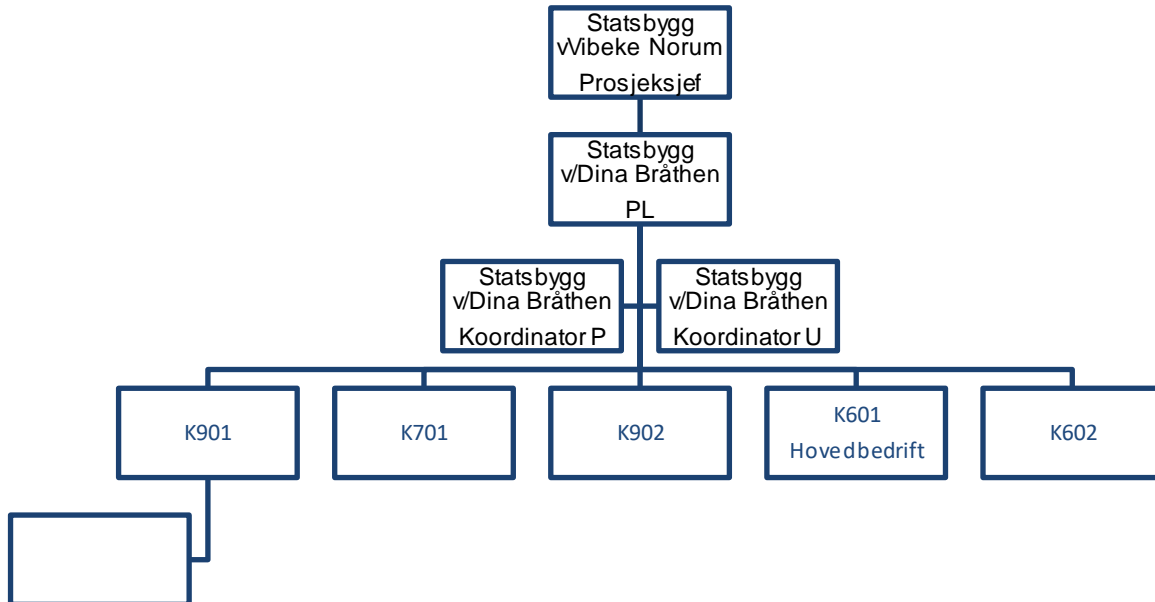 Statsbygg
v/Vibeke Norum
Prosjeksjef
Statsbygg
v/Dina Bråthen
PL
Statsbygg
v/Dina Bråthen
Koordinator P
Statsbygg
v/Dina Bråthen
Koordinator U
K901
K701
K902
K601
Hovedbedrift
K602